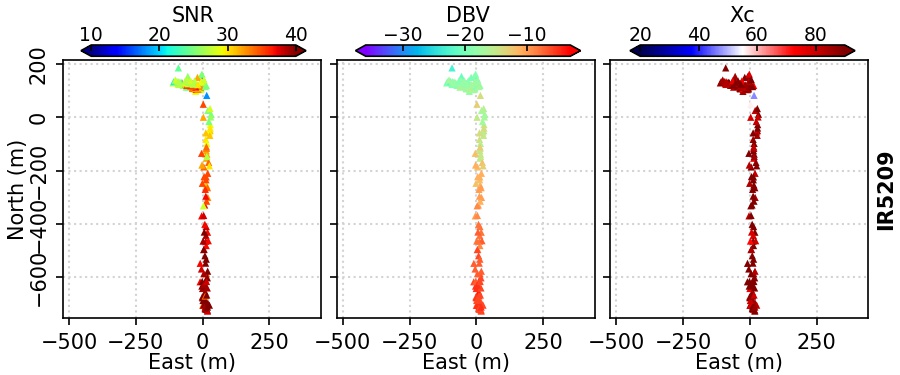 SNR DBV Xc
10 20 30 40 −30 −20 −10 20 40 60 80
200
0
−200
−400
−600
North (m)
IR5209
−500 −250 0 250 −500 −250 0 250 −500 −250 0 250
East (m) East (m) East (m)